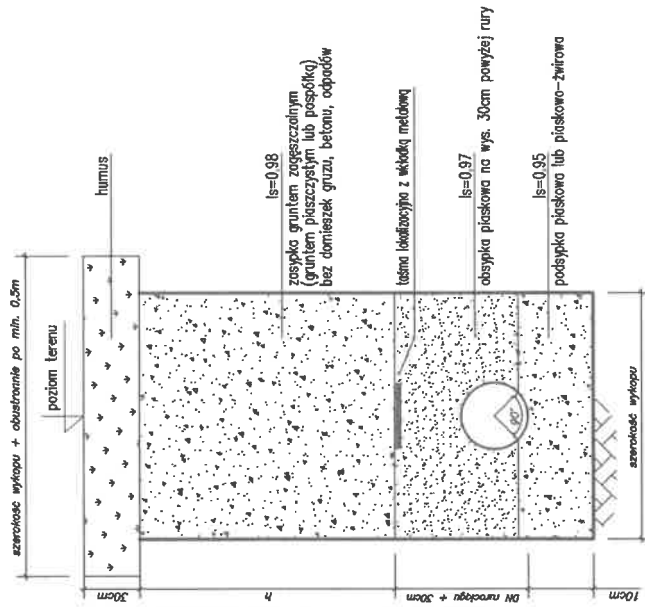 szerokość wykopu + obustronnie po min. 0,5m
poziom terenu
humus
Is=0,98
zasypka gruntem zagęszczalnym
(gruntem piaszczystym lub pospółką)
bez domieszek gruzu, betonu, odpadów
taśma lokalizacyjna z wkładką metalową
Is=0,97
obsypka piaskowa na wys. 30cm powyżej rury
Is=0,95
podsypka piaskowa lub piaskowo-żwirowa
90°
szerokość wykopu
30cm
h
DN rurociągu + 30cm
10cm